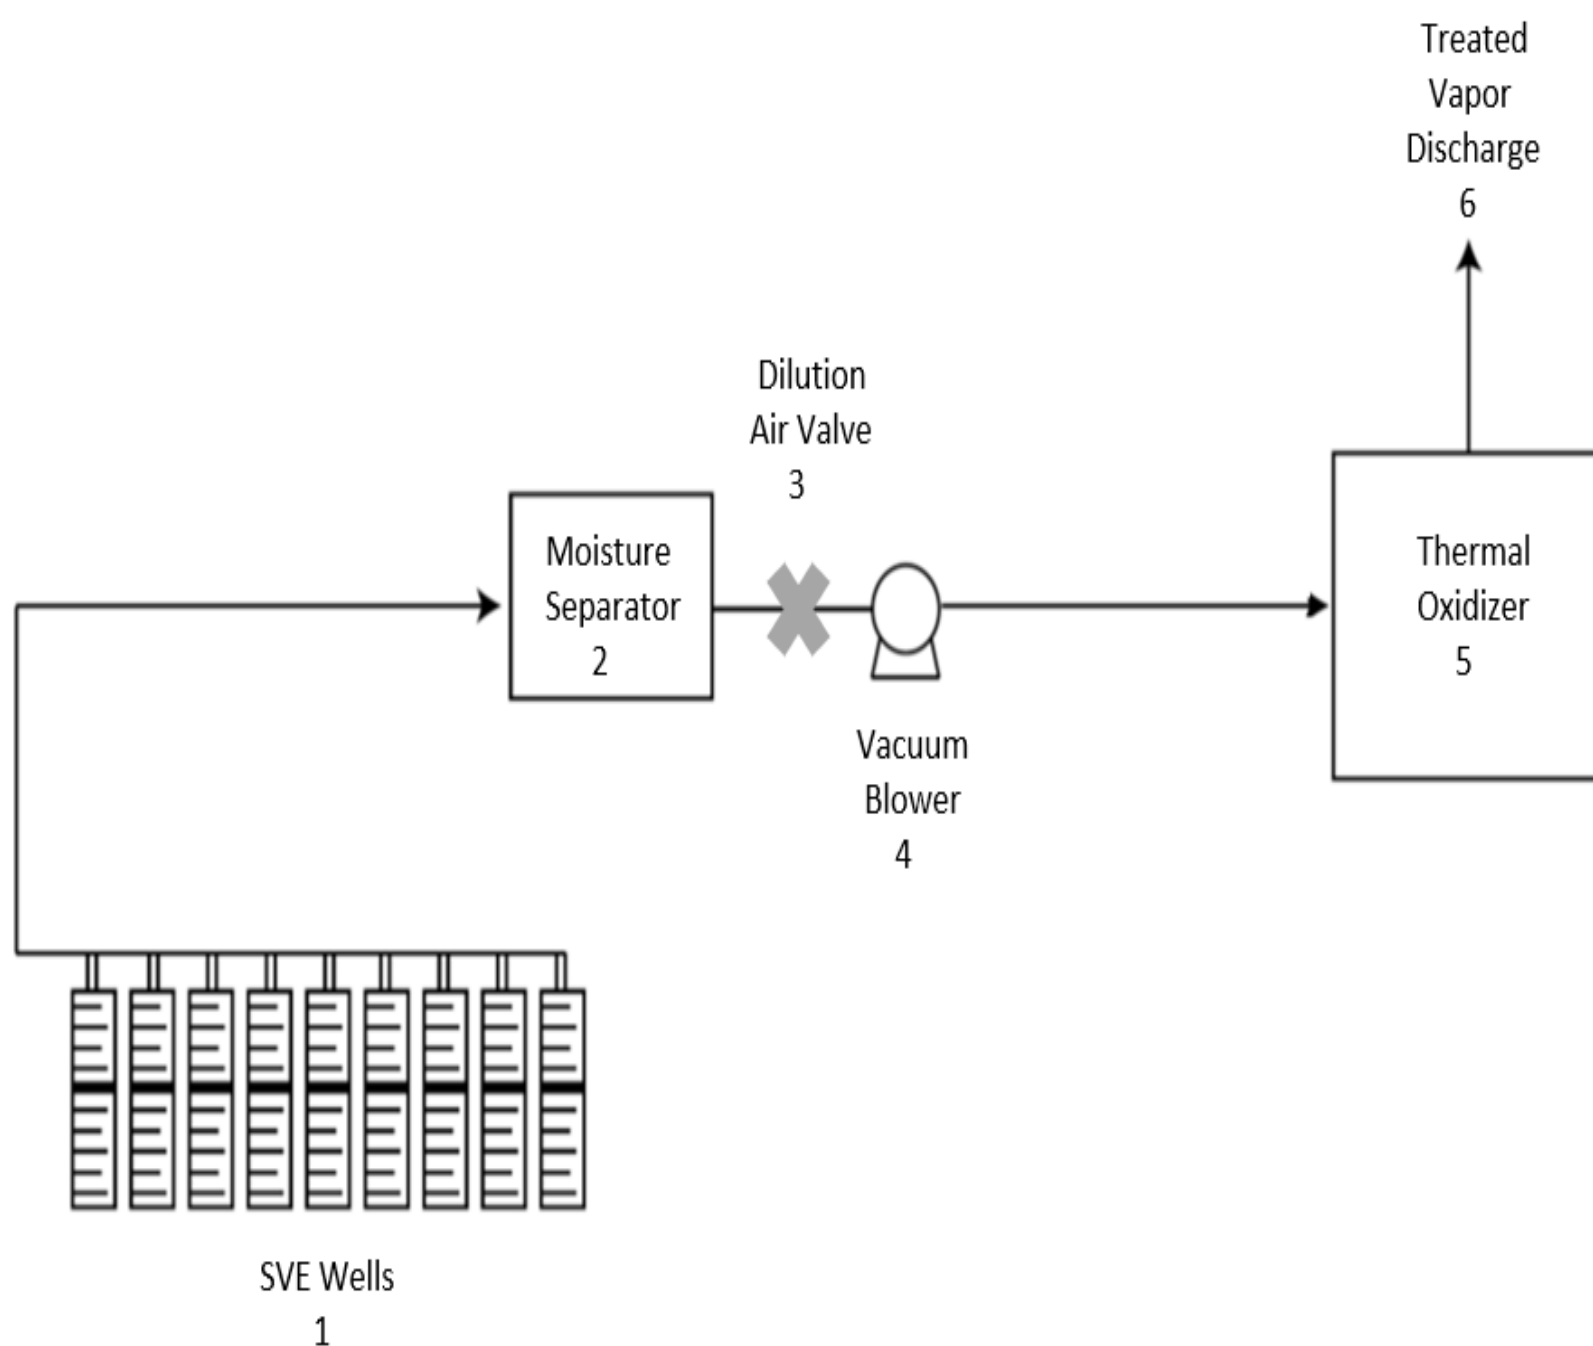 Treated
Vapor
Discharge
6
Dilution
Air Valve
3
Moisture
Separator
2
Thermal
Oxidizer
5
Vacuum
Blower
4
SVE Wells
1